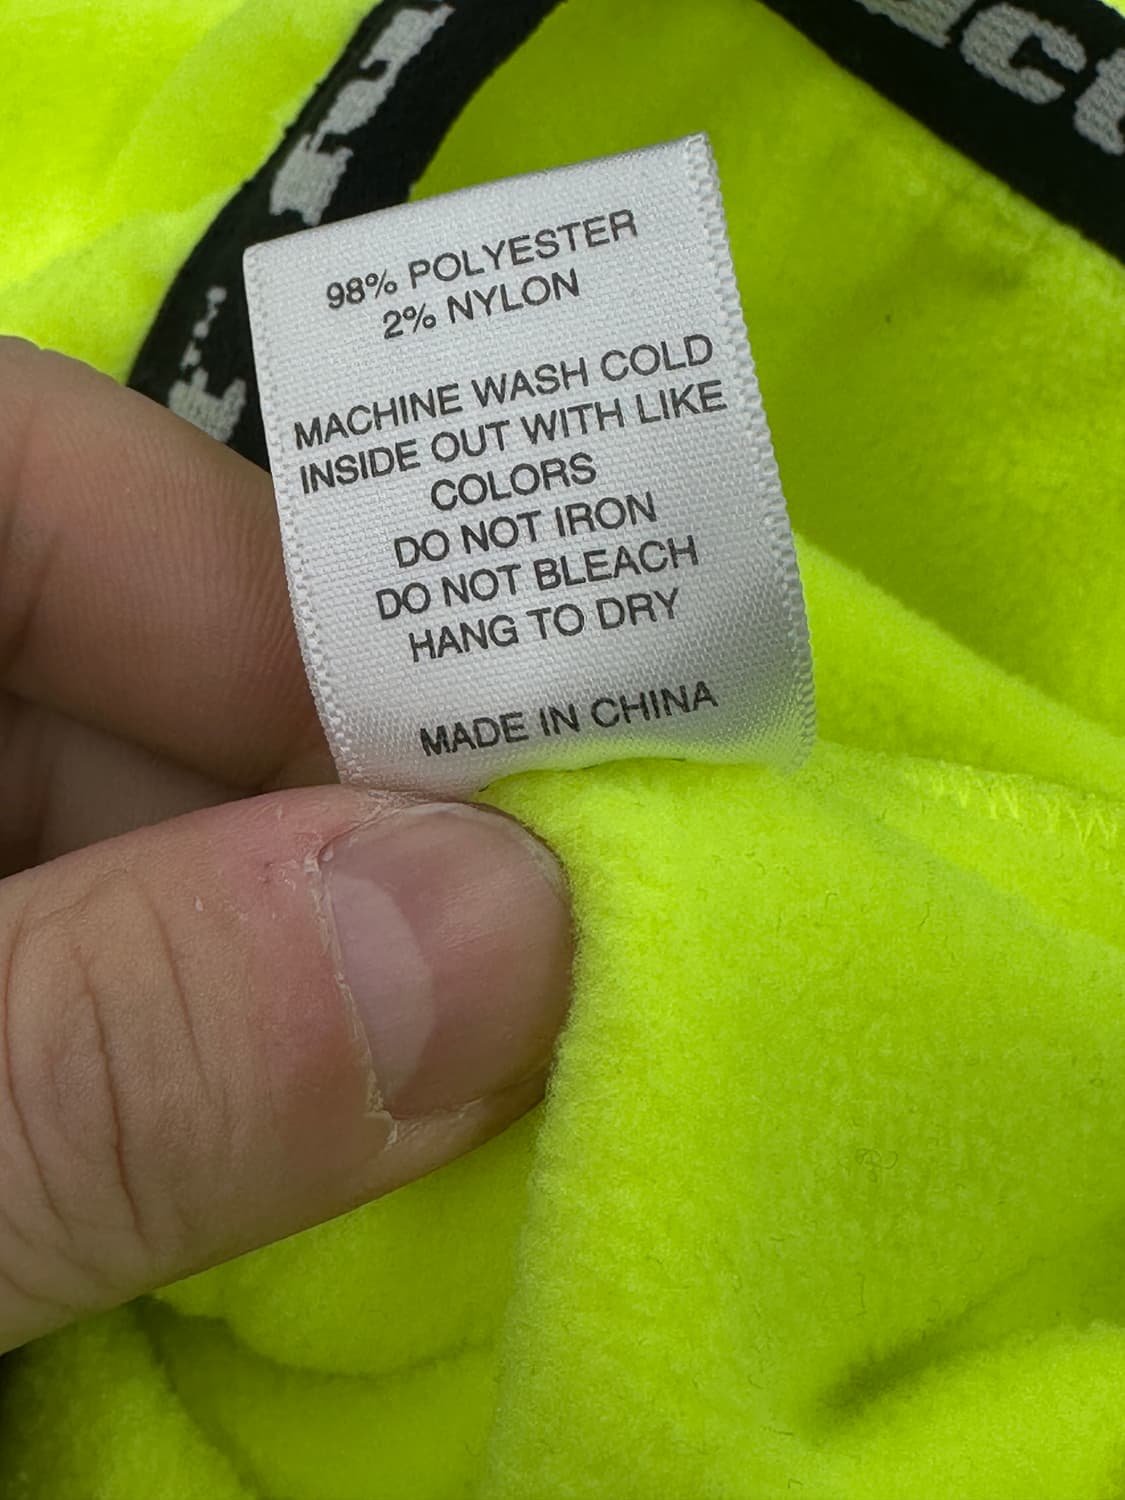 98% POLYESTER
2% NYLON
MACHINE WASH COLD
INSIDE OUT WITH LIKE
COLORS
DO NOT IRON
DO NOT BLEACH
HANG TO DRY
MADE IN CHINA